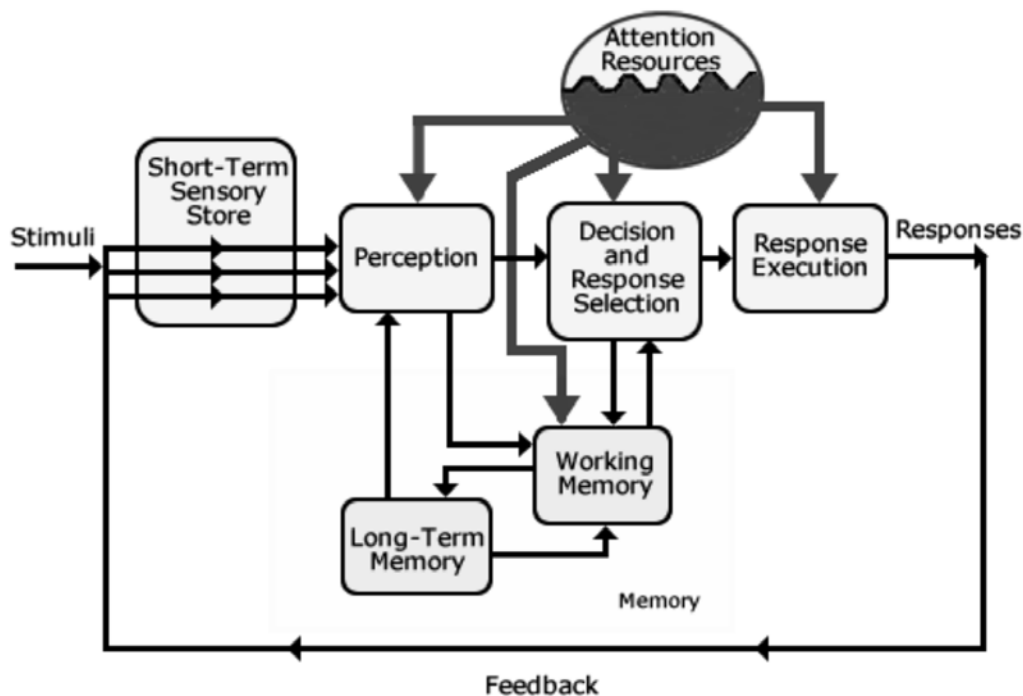 Attention
Resources
Short-Term
Sensory
Store
Stimuli
Perception
Decision
and
Response
Selection
Response
Execution
Responses
Working
Memory
Long-Term
Memory
Memory
Feedback